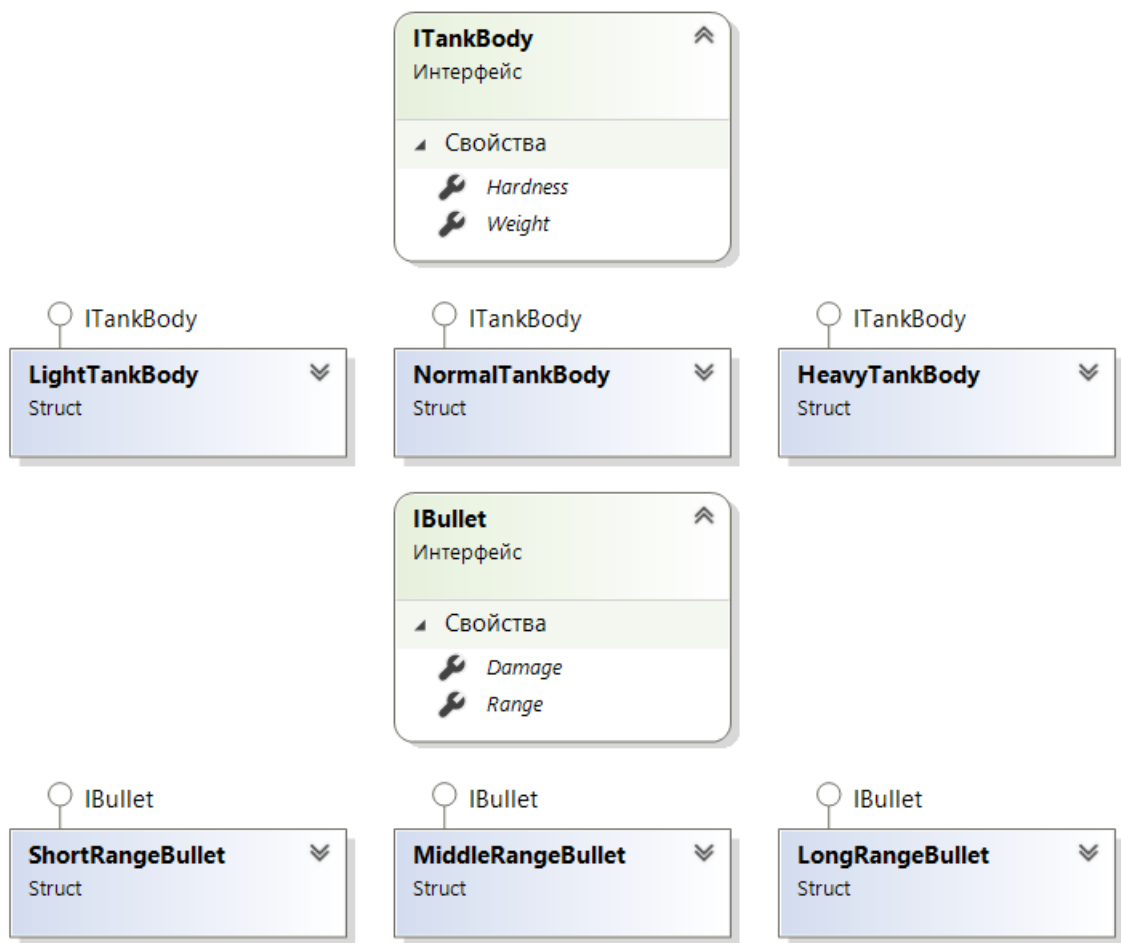 ITankBody
Интерфейс
Свойства
Hardness
Weight
ITankBody
ITankBody
ITankBody
LightTankBody
Struct
NormalTankBody
Struct
HeavyTankBody
Struct
IBullet
Интерфейс
Свойства
Damage
Range
IBullet
IBullet
IBullet
ShortRangeBullet
Struct
MiddleRangeBullet
Struct
LongRangeBullet
Struct